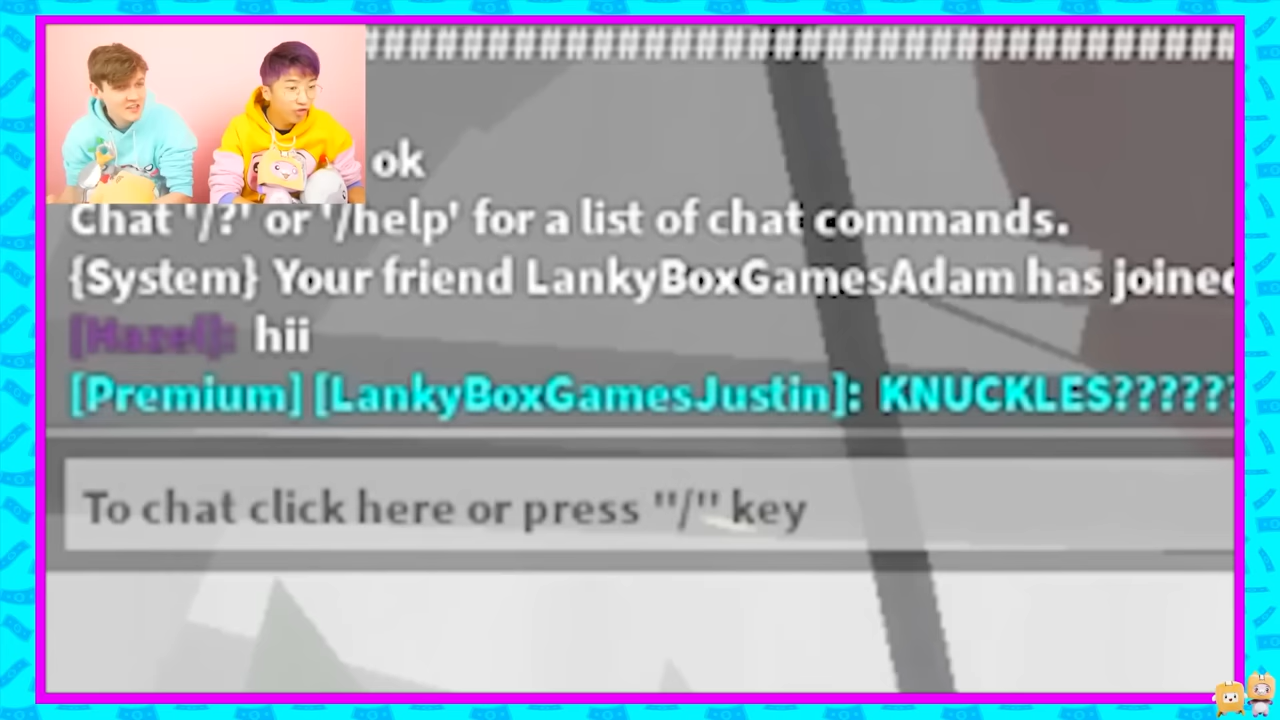 ################################
ok
Chat '/?' or '/help' for a list of chat commands.
{System} Your friend LankyBoxGamesAdam has joined
[Hazel]: hii
[Premium] [LankyBoxGamesJustin]: KNUCKLES??????
To chat click here or press "/" key